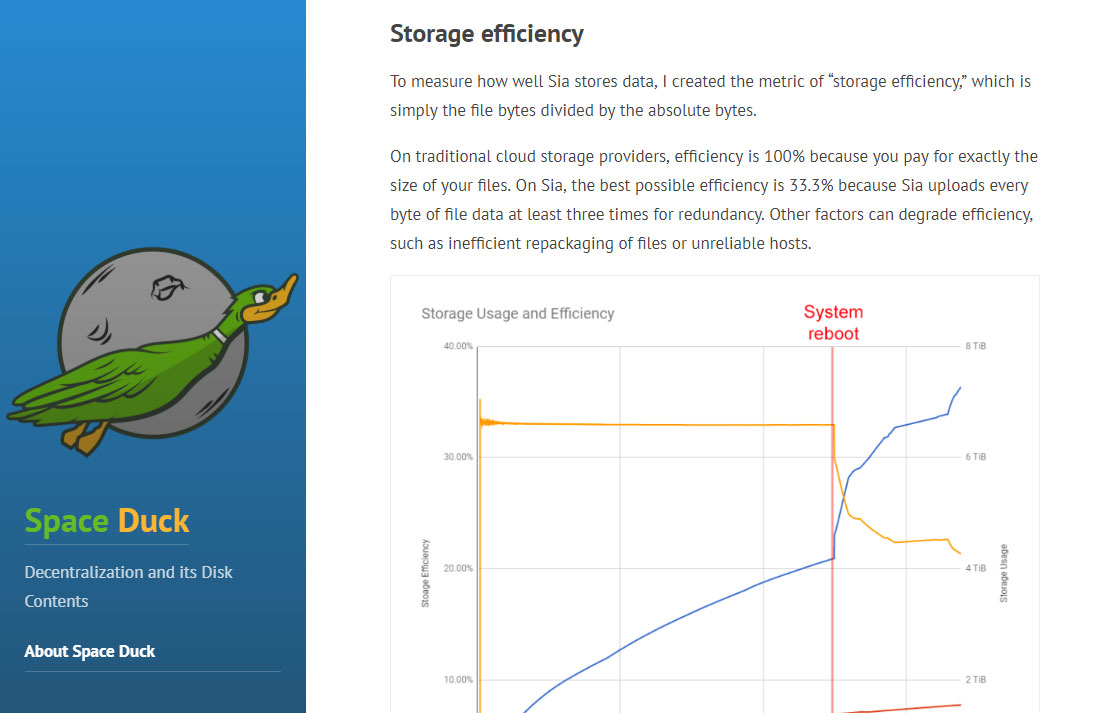 Space Duck
Decentralization and its Disk
Contents
About Space Duck
Storage efficiency
To measure how well Sia stores data, I created the metric of “storage efficiency,” which is
simply the file bytes divided by the absolute bytes.
On traditional cloud storage providers, efficiency is 100% because you pay for exactly the
size of your files. On Sia, the best possible efficiency is 33.3% because Sia uploads every
byte of file data at least three times for redundancy. Other factors can degrade efficiency,
such as inefficient repackaging of files or unreliable hosts.
Storage Usage and Efficiency
System
reboot
40.00%
8 TiB
30.00%
6 TiB
Stoage Efficiency
Storage Usage
20.00%
4 TiB
10.00%
2 TiB